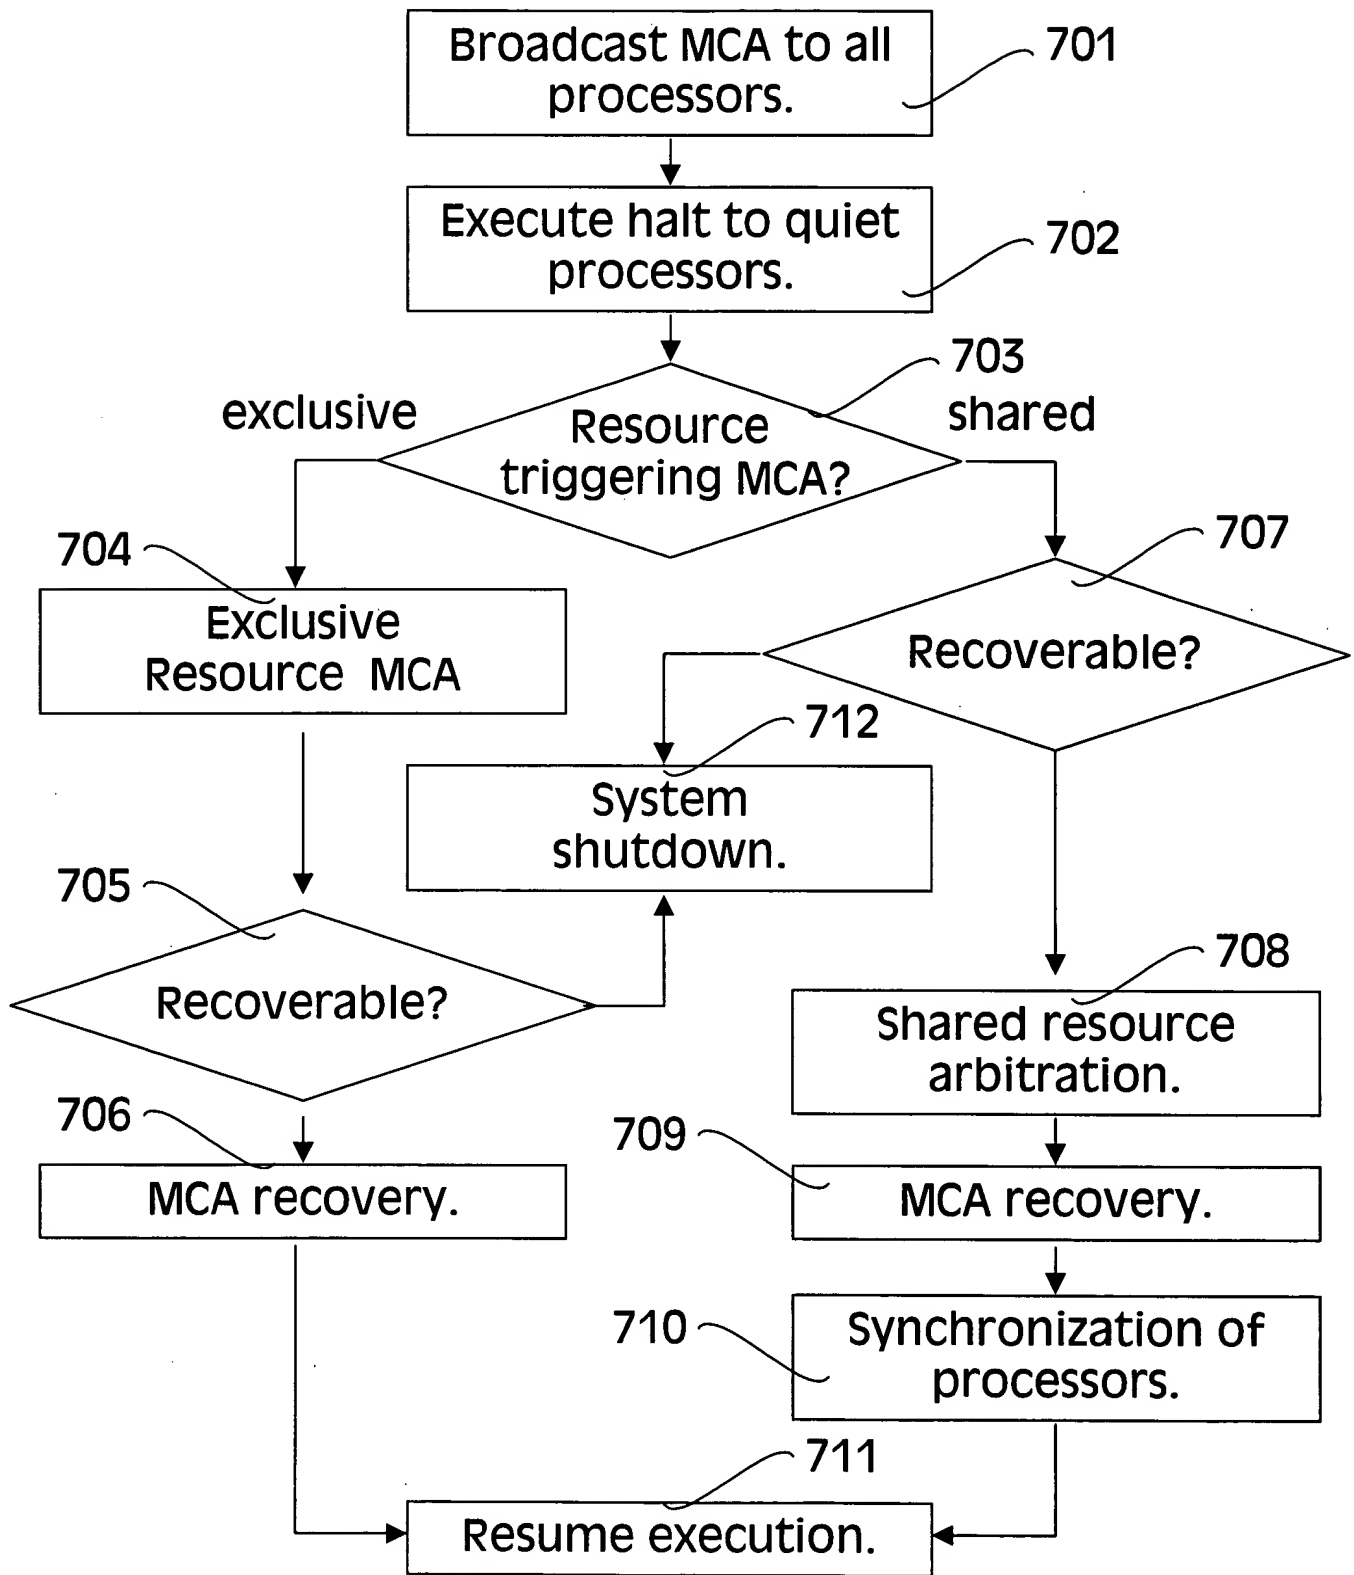 Broadcast MCA to all
processors.
701
Execute halt to quiet
processors.
702
703
exclusive
shared
Resource
triggering MCA?
704
707
Exclusive
Resource MCA
Recoverable?
712
System
shutdown.
705
708
Recoverable?
Shared resource
arbitration.
706
709
MCA recovery.
MCA recovery.
710
Synchronization of
processors.
711
Resume execution.